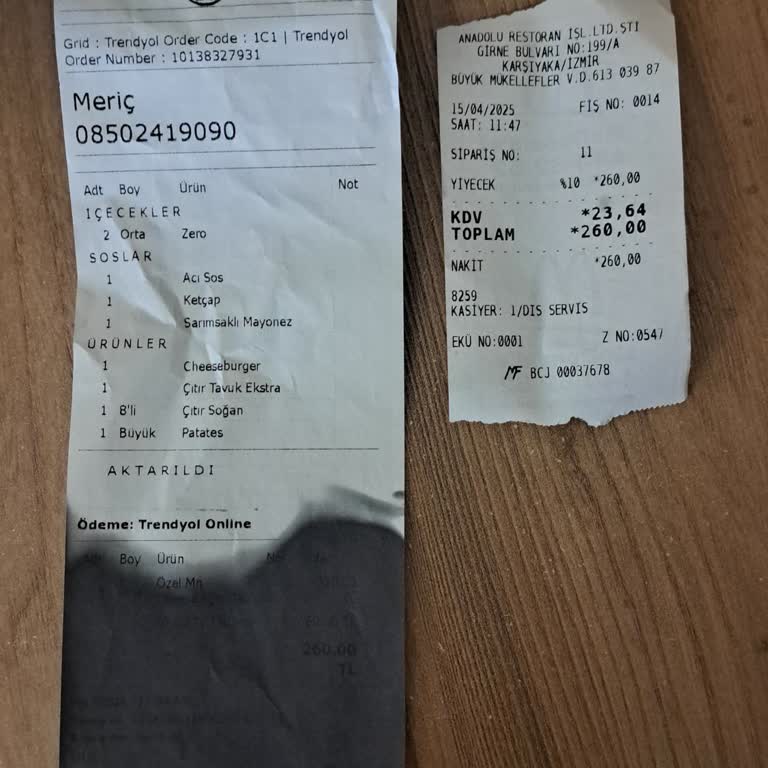 Grid : Trendyol Order Code : 1C1 | Trendyol
Order Number : 10138327931
Meriç
08502419090
Adt Boy Ürün Not
İÇECEKLER
2 Orta Zero
SOSLAR
1 Acı Sos
1 Ketçap
1 Sarımsaklı Mayonez
ÜRÜNLER
1 Cheeseburger
1 Çıtır Tavuk Ekstra
1 8'li Çıtır Soğan
1 Büyük Patates
AKTARILDI
Ödeme: Trendyol Online
Boy Ürün
Özel
260.00
TL
ANADOLU RESTORAN İŞL.LTD.ŞTİ
GİRNE BULVARI NO:199/A
KARŞIYAKA/İZMİR
BÜYÜK MÜKELLEFLER V.D.613 039 87
15/04/2025 FİŞ NO: 0014
SAAT: 11:47
SİPARİŞ NO: 11
YİYECEK %10 *260,00
KDV *23,64
TOPLAM *260,00
NAKİT *260,00
8259
KASİYER: 1/DIS SERVIS
EKÜ NO:0001 Z NO:0547
MF BCJ 00037678